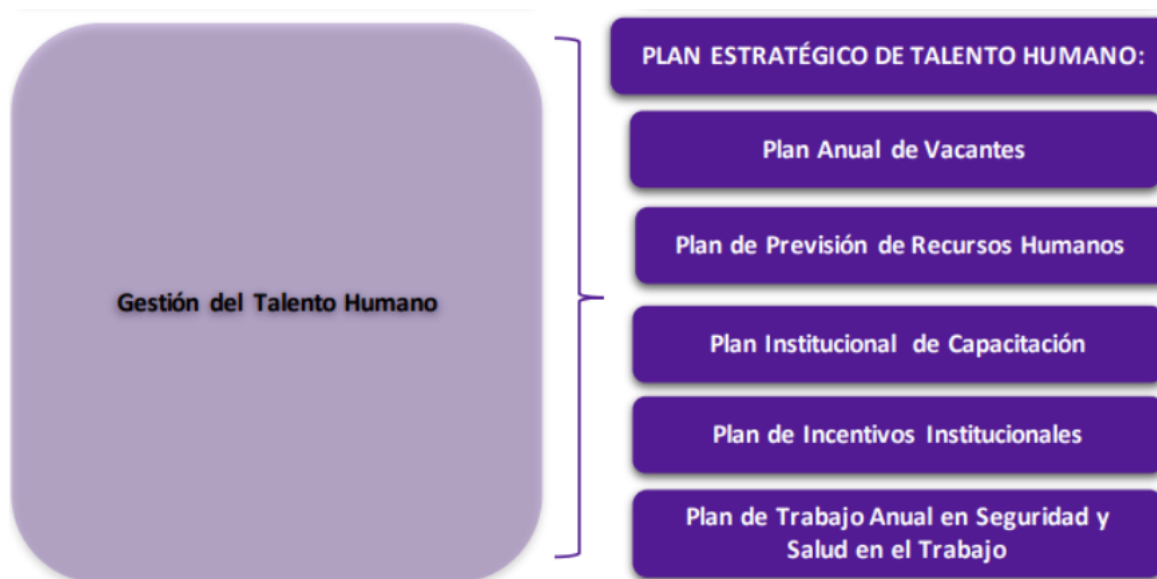 PLAN ESTRATÉGICO DE TALENTO HUMANO:
Plan Anual de Vacantes
Plan de Previsión de Recursos Humanos
Gestión del Talento Humano
Plan Institucional de Capacitación
Plan de Incentivos Institucionales
Plan de Trabajo Anual en Seguridad y
Salud en el Trabajo